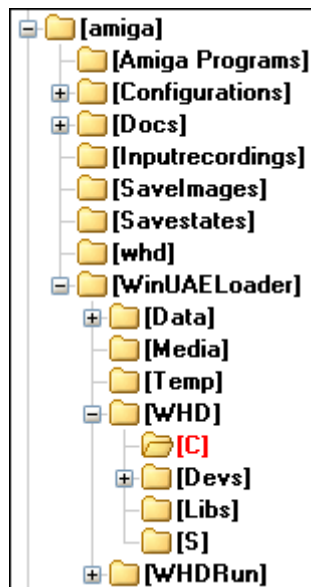 [amiga]
[Amiga Programs]
[Configurations]
[Docs]
[Inputrecordings]
[SaveImages]
[Savestates]
[whd]
[WinUAELoader]
[Data]
[Media]
[Temp]
[WHD]
[C]
[Devs]
[Libs]
[S]
[WHDRun]